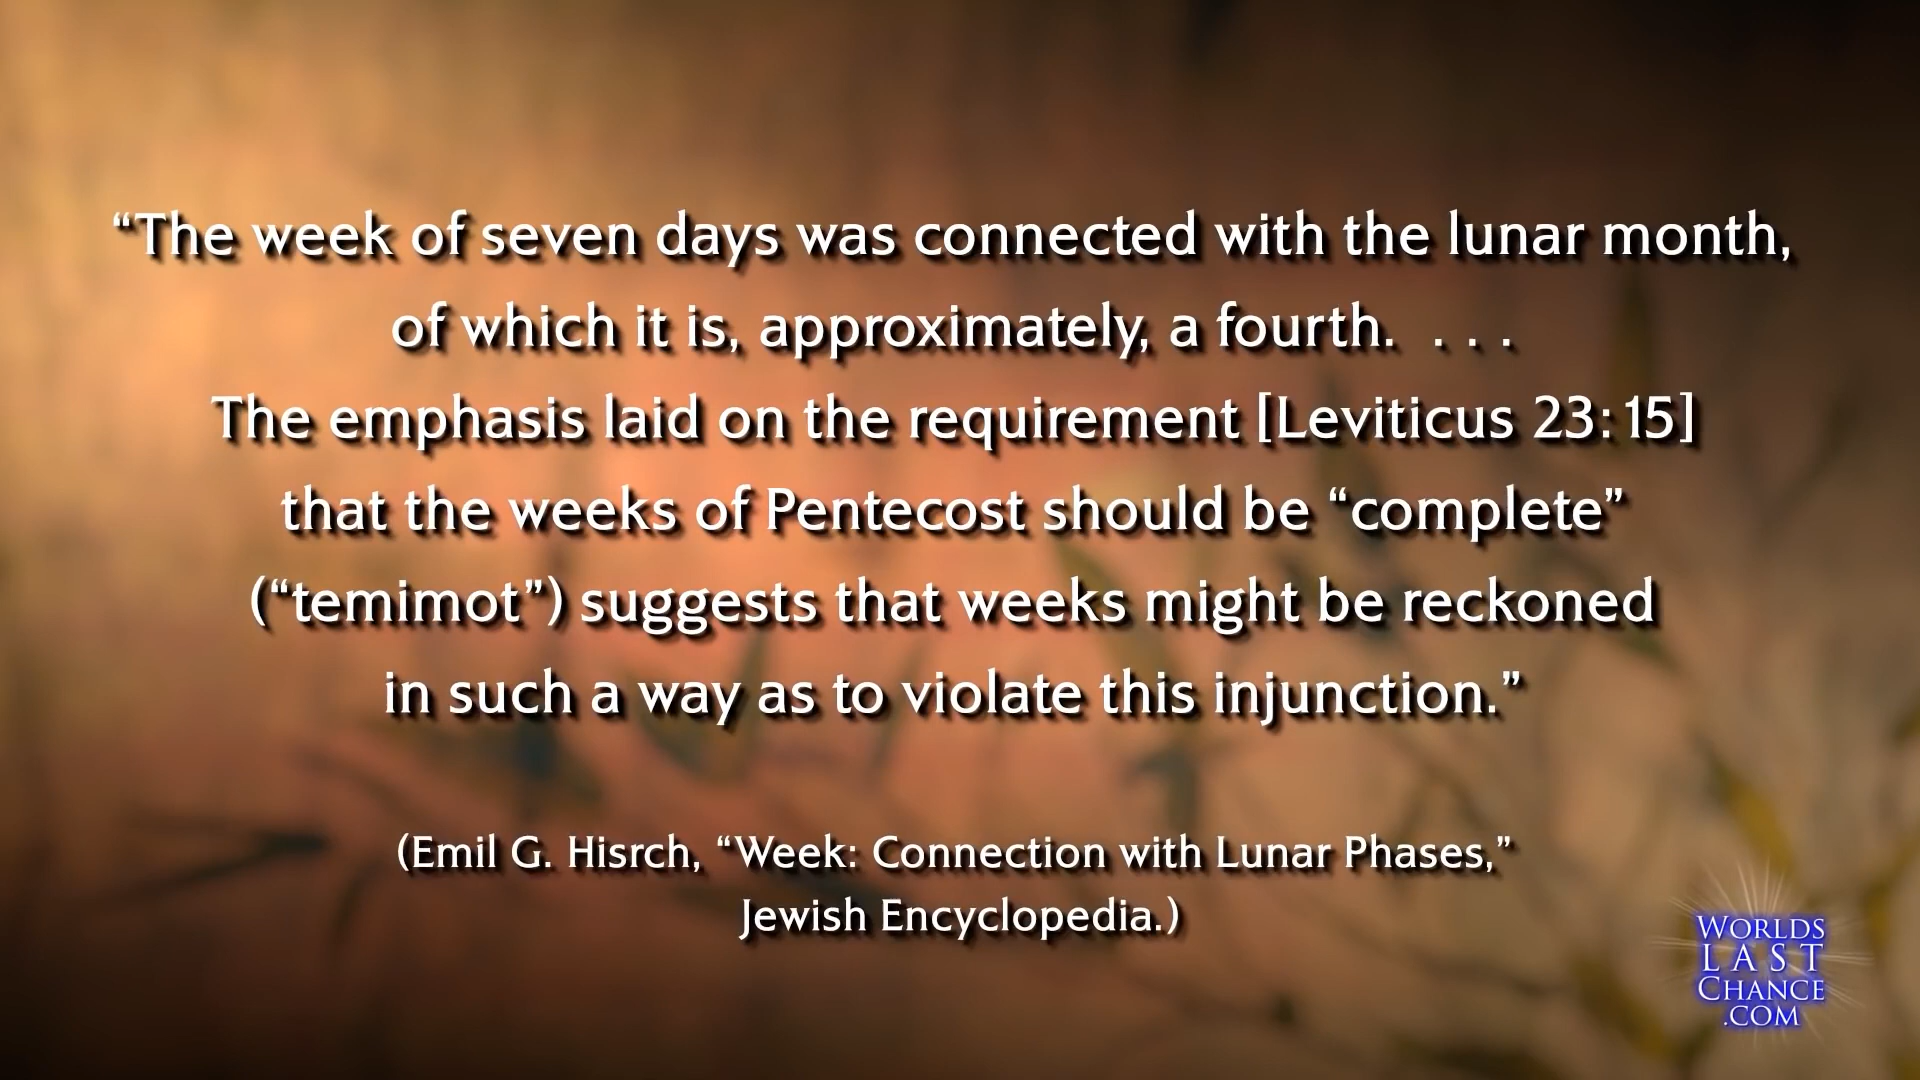 “The week of seven days was connected with the lunar month,
of which it is, approximately, a fourth. . . .
The emphasis laid on the requirement [Leviticus 23:15]
that the weeks of Pentecost should be “complete”
(“temimot”) suggests that weeks might be reckoned
in such a way as to violate this injunction.”
(Emil G. Hisrch, “Week: Connection with Lunar Phases,”
Jewish Encyclopedia.)
WORLDS
LAST
CHANCE
.COM